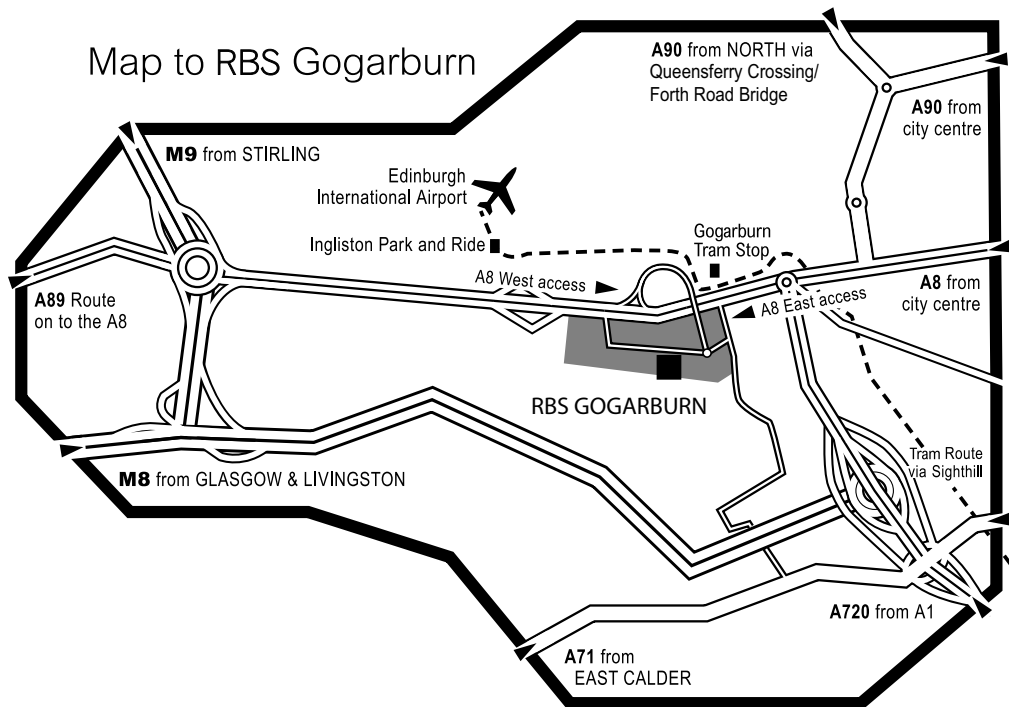 Map to RBS Gogarburn
A90 from NORTH via
Queensferry Crossing/
Forth Road Bridge
A90 from
city centre
M9 from STIRLING
Edinburgh
International Airport
Ingliston Park and Ride
Gogarburn
Tram Stop
A8 West access
A8 East access
A8 from
city centre
A89 Route
on to the A8
RBS GOGARBURN
Tram Route
via Sighthill
M8 from GLASGOW & LIVINGSTON
A720 from A1
A71 from
EAST CALDER